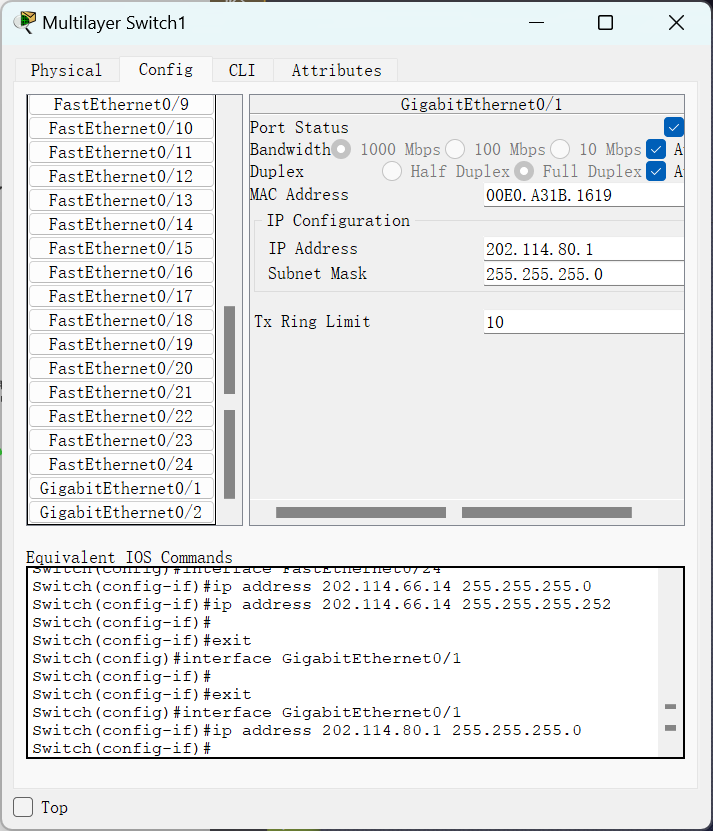 Multilayer Switch1
Physical Config CLI Attributes
FastEthernet0/9
FastEthernet0/10
FastEthernet0/11
FastEthernet0/12
FastEthernet0/13
FastEthernet0/14
FastEthernet0/15
FastEthernet0/16
FastEthernet0/17
FastEthernet0/18
FastEthernet0/19
FastEthernet0/20
FastEthernet0/21
FastEthernet0/22
FastEthernet0/23
FastEthernet0/24
GigabitEthernet0/1
GigabitEthernet0/2
GigabitEthernet0/1
Port Status
Bandwidth 1000 Mbps 100 Mbps 10 Mbps
Duplex Half Duplex Full Duplex
MAC Address 00E0.A31B.1619
IP Configuration
IP Address 202.114.80.1
Subnet Mask 255.255.255.0
Tx Ring Limit 10
Equivalent IOS Commands
Switch(config)#interface FastEthernet0/24
Switch(config-if)#ip address 202.114.66.14 255.255.255.0
Switch(config-if)#ip address 202.114.66.14 255.255.255.252
Switch(config-if)#
Switch(config-if)#exit
Switch(config)#interface GigabitEthernet0/1
Switch(config-if)#
Switch(config-if)#exit
Switch(config)#interface GigabitEthernet0/1
Switch(config-if)#ip address 202.114.80.1 255.255.255.0
Switch(config-if)#
Top